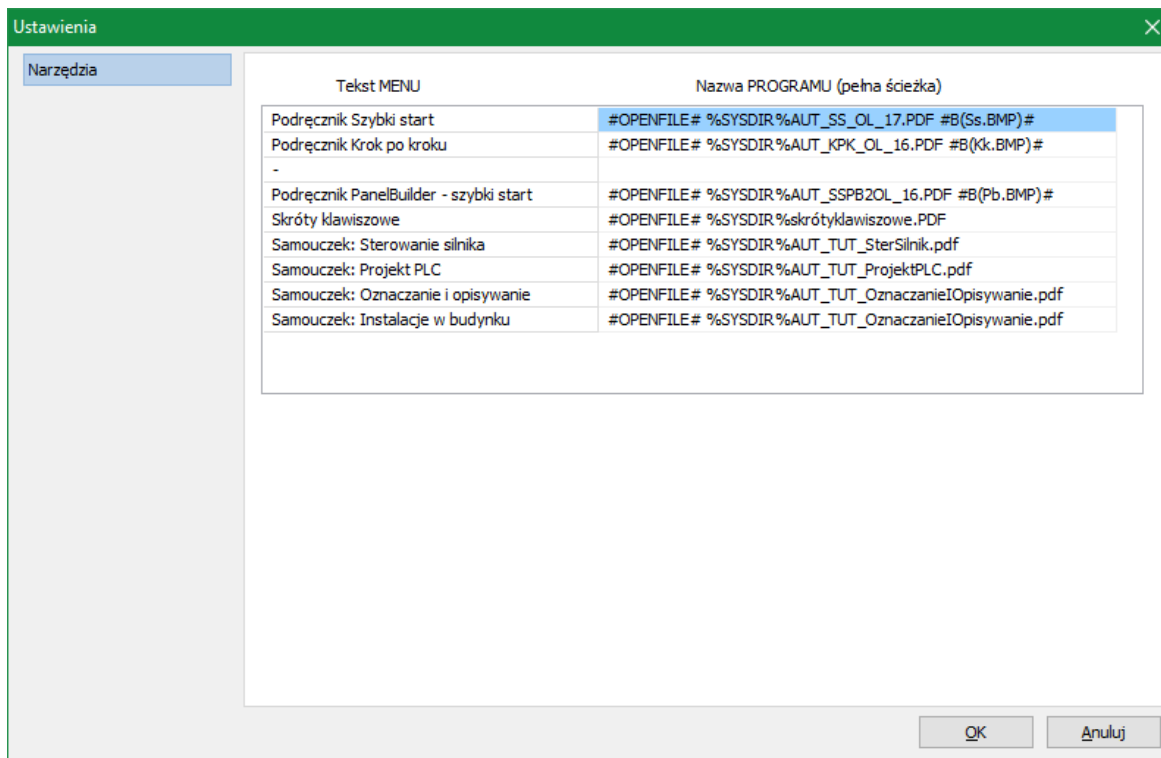 Ustawienia
Narzędzia
Tekst MENU Nazwa PROGRAMU (pełna ścieżka)
Podręcznik Szybki start #OPENFILE# %SYSDIR%AUT_SS_OL_17.PDF #B(Ss.BMP)#
Podręcznik Krok po kroku #OPENFILE# %SYSDIR%AUT_KPK_OL_16.PDF #B(Kk.BMP)#
-
Podręcznik PanelBuilder - szybki start #OPENFILE# %SYSDIR%AUT_SSPB2OL_16.PDF #B(Pb.BMP)#
Skróty klawiszowe #OPENFILE# %SYSDIR%skrótyklawiszowe.PDF
Samouczek: Sterowanie silnika #OPENFILE# %SYSDIR%AUT_TUT_SterSilnik.pdf
Samouczek: Projekt PLC #OPENFILE# %SYSDIR%AUT_TUT_ProjektPLC.pdf
Samouczek: Oznaczanie i opisywanie #OPENFILE# %SYSDIR%AUT_TUT_OznaczanieIOpisywanie.pdf
Samouczek: Instalacje w budynku #OPENFILE# %SYSDIR%AUT_TUT_OznaczanieIOpisywanie.pdf
OK Anuluj